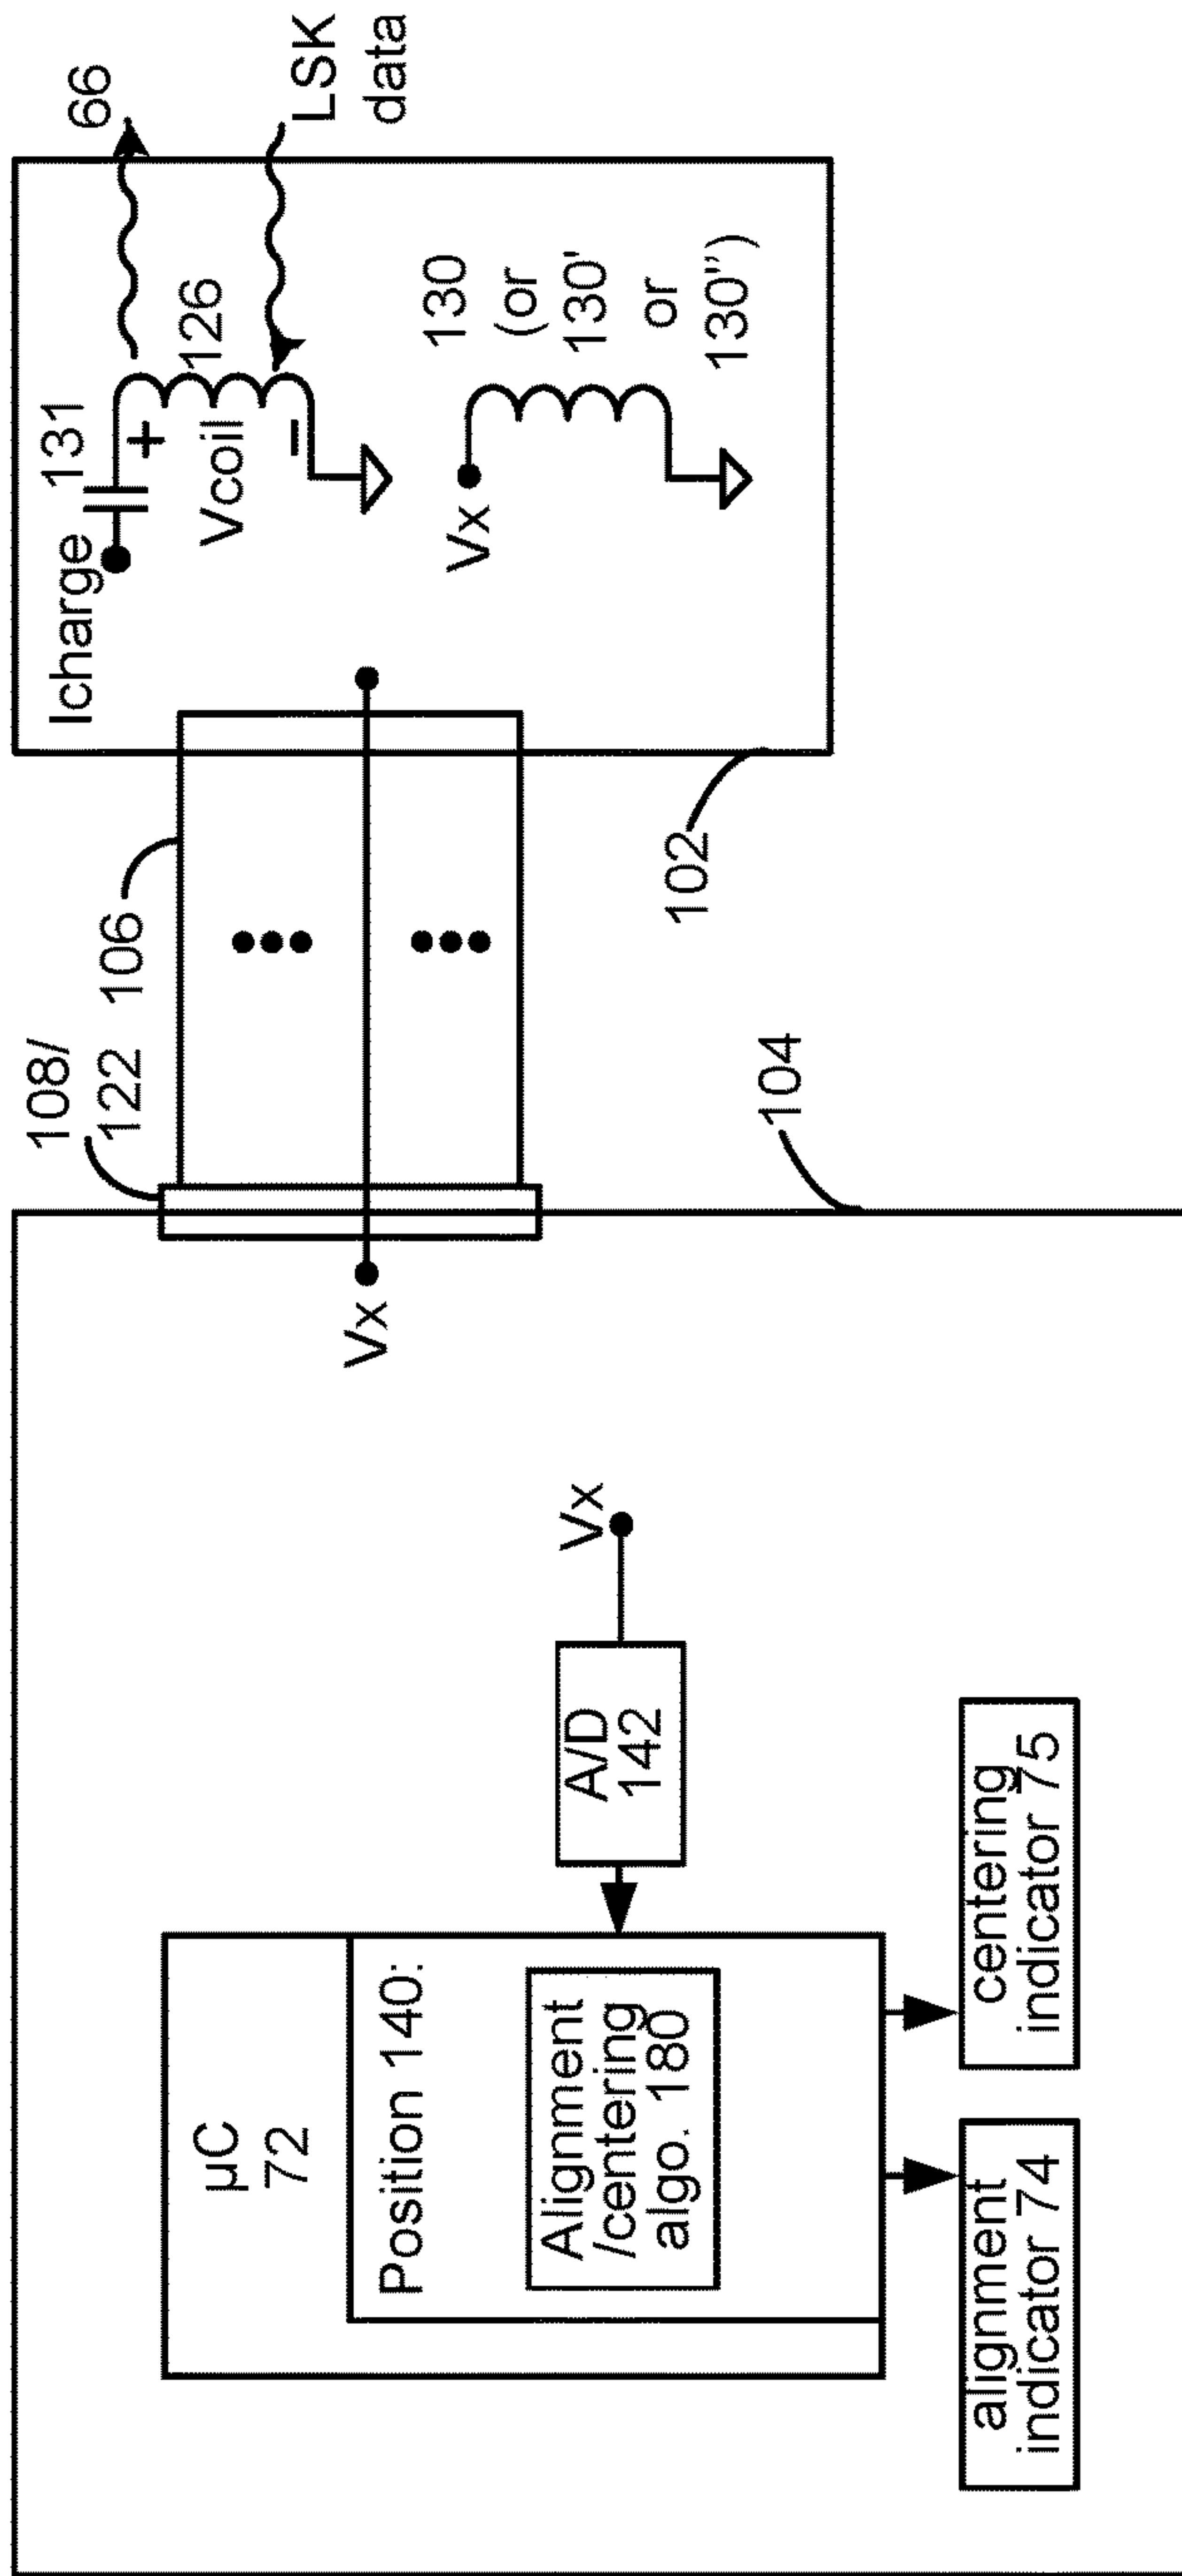 µC
72
Position 140:
Alignment
/centering
algo. 180
alignment
indicator 74
centering
indicator 75
A/D
142
Vx
Vx
108/
122
106
104
102
Icharge
131
+
Vcoil
–
126
66
LSK
data
Vx
130
(or
130'
or
130")